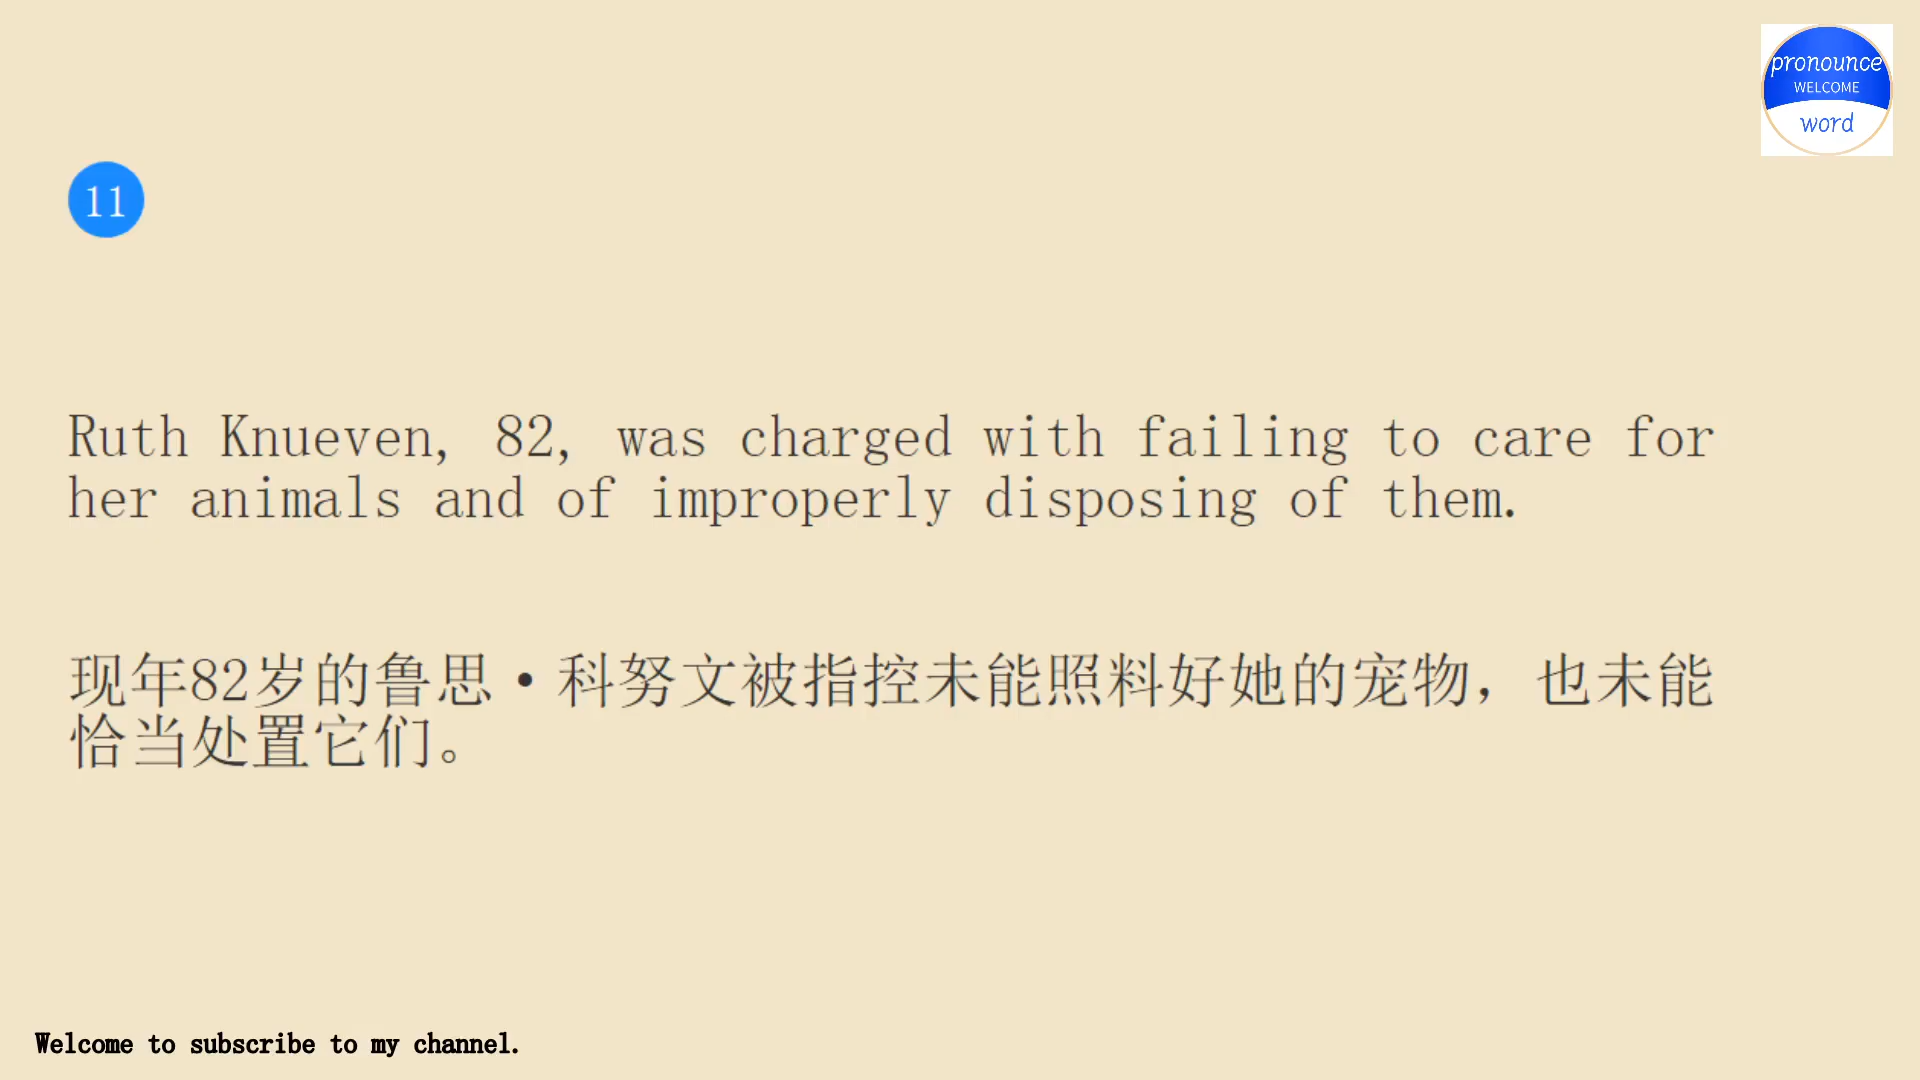 pronounce
WELCOME
word
11
Ruth Knueven, 82, was charged with failing to care for
her animals and of improperly disposing of them.
现年82岁的鲁思•科努文被指控未能照料好她的宠物，也未能
恰当处置它们。
Welcome to subscribe to my channel.